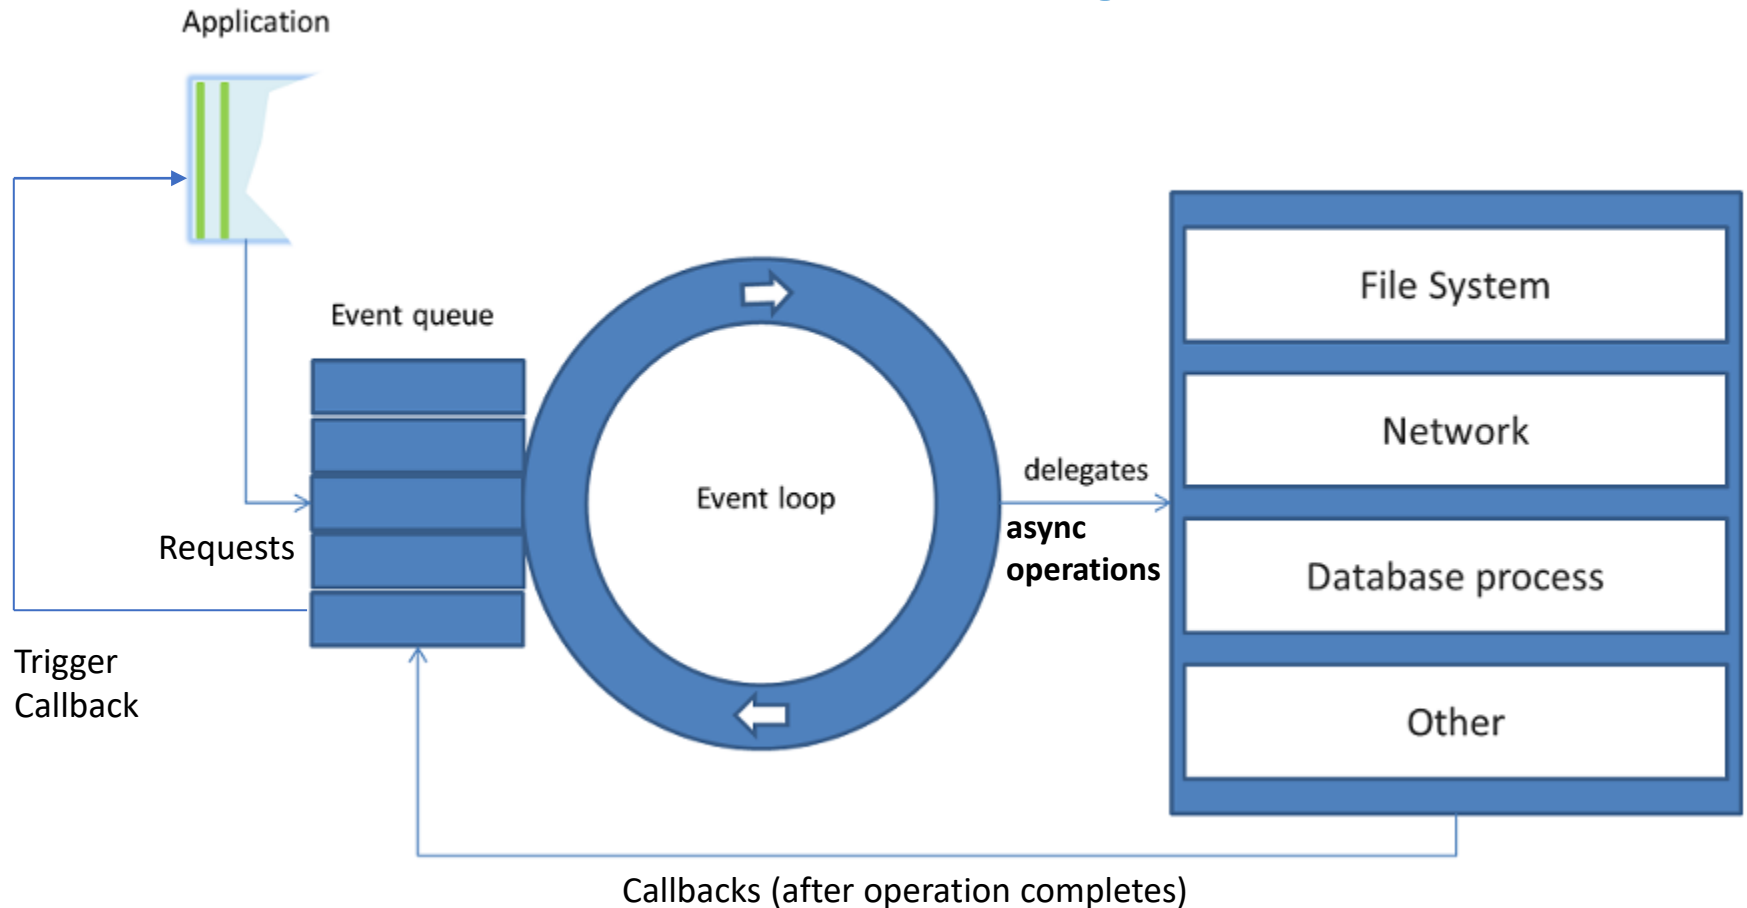 Application
Event queue
File System
Network
Event loop
delegates
async
operations
Requests
Database process
Trigger
Callback
Other
Callbacks (after operation completes)